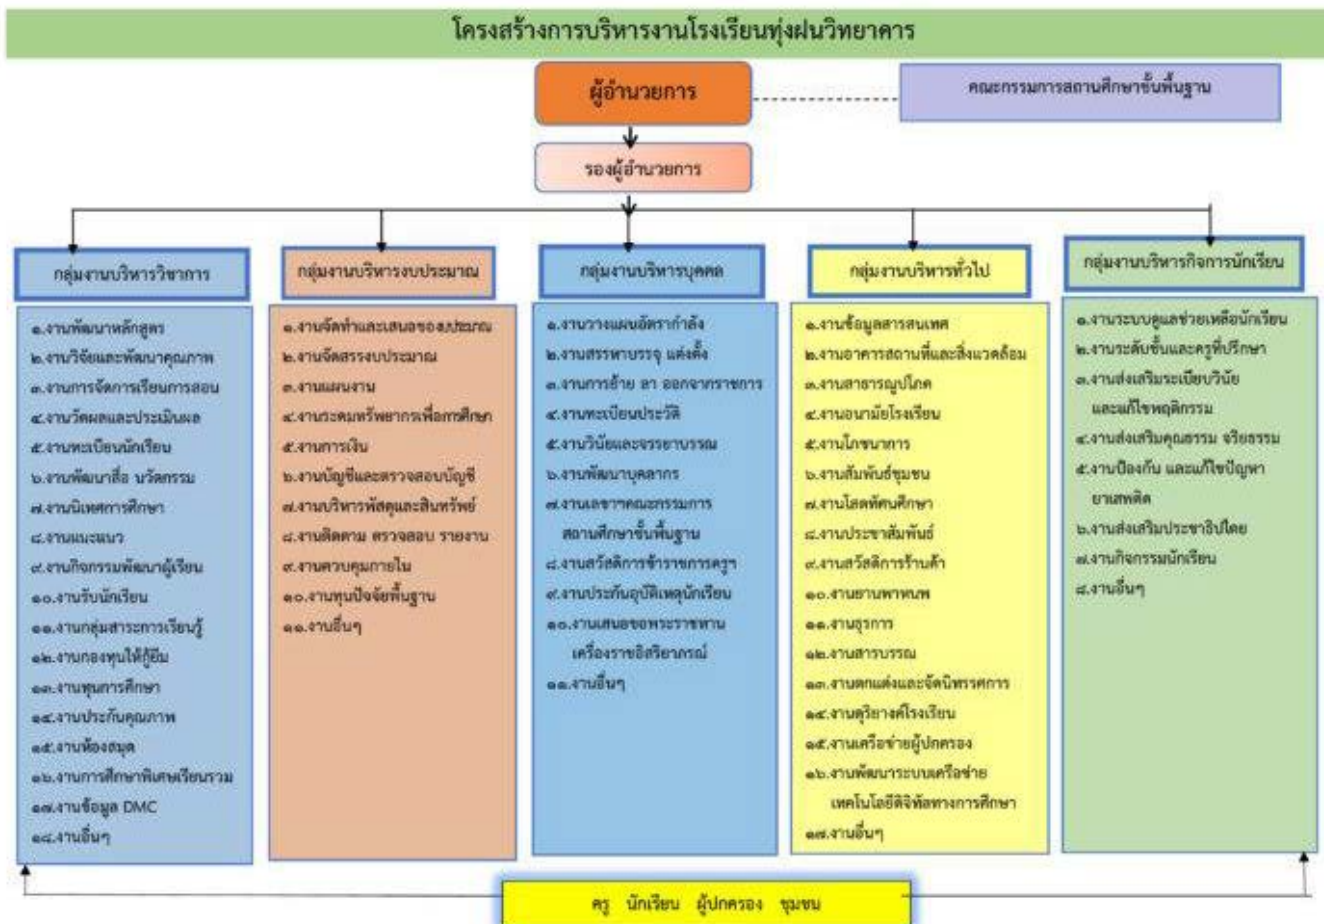 โครงสร้างการบริหารงานโรงเรียนทุ่งฝนวิทยาคาร
ผู้อำนวยการ
คณะกรรมการสถานศึกษาขั้นพื้นฐาน
รองผู้อำนวยการ
กลุ่มงานบริหารวิชาการ
๑.งานพัฒนาหลักสูตร
๒.งานวิจัยและพัฒนาคุณภาพ
๓.งานการจัดการเรียนการสอน
๔.งานวัดผลและประเมินผล
๕.งานทะเบียนนักเรียน
๖.งานพัฒนาสื่อ นวัตกรรม
๗.งานนิเทศการศึกษา
๘.งานแนะแนว
๙.งานกิจกรรมพัฒนาผู้เรียน
๑๐.งานรับนักเรียน
๑๑.งานกลุ่มสาระการเรียนรู้
๑๒.งานกองทุนให้กู้ยืม
๑๓.งานทุนการศึกษา
๑๔.งานประกันคุณภาพ
๑๕.งานห้องสมุด
๑๖.งานการศึกษาพิเศษเรียนรวม
๑๗.งานข้อมูล DMC
๑๘.งานอื่นๆ
กลุ่มงานบริหารงบประมาณ
๑.งานจัดทำและเสนอของบประมาณ
๒.งานจัดสรรงบประมาณ
๓.งานแผนงาน
๔.งานระดมทรัพยากรเพื่อการศึกษา
๕.งานการเงิน
๖.งานบัญชีและตรวจสอบบัญชี
๗.งานบริหารพัสดุและสินทรัพย์
๘.งานติดตาม ตรวจสอบ รายงาน
๙.งานควบคุมภายใน
๑๐.งานทุนปัจจัยพื้นฐาน
๑๑.งานอื่นๆ
กลุ่มงานบริหารบุคคล
๑.งานวางแผนอัตรากำลัง
๒.งานสรรหาบรรจุ แต่งตั้ง
๓.งานการย้าย ลา ออกจากราชการ
๔.งานทะเบียนประวัติ
๕.งานวินัยและจรรยาบรรณ
๖.งานพัฒนาบุคลากร
๗.งานเลขาฯคณะกรรมการ
สถานศึกษาขั้นพื้นฐาน
๘.งานสวัสดิการข้าราชการครูฯ
๙.งานประกันอุบัติเหตุนักเรียน
๑๐.งานเสนอขอพระราชทาน
เครื่องราชอิสริยาภรณ์
๑๑.งานอื่นๆ
กลุ่มงานบริหารทั่วไป
๑.งานข้อมูลสารสนเทศ
๒.งานอาคารสถานที่และสิ่งแวดล้อม
๓.งานสาธารณูปโภค
๔.งานอนามัยโรงเรียน
๕.งานโภชนาการ
๖.งานสัมพันธ์ชุมชน
๗.งานโสตทัศนศึกษา
๘.งานประชาสัมพันธ์
๙.งานสวัสดิการร้านค้า
๑๐.งานยานพาหนพ
๑๑.งานธุรการ
๑๒.งานสารบรรณ
๑๓.งานตกแต่งและจัดนิทรรศการ
๑๔.งานดุริยางค์โรงเรียน
๑๕.งานเครือข่ายผู้ปกครอง
๑๖.งานพัฒนาระบบเครือข่าย
เทคโนโลยีดิจิทัลทางการศึกษา
๑๗.งานอื่นๆ
กลุ่มงานบริหารกิจการนักเรียน
๑.งานระบบดูแลช่วยเหลือนักเรียน
๒.งานระดับชั้นและครูที่ปรึกษา
๓.งานส่งเสริมระเบียบวินัย
และแก้ไขพฤติกรรม
๔.งานส่งเสริมคุณธรรม จริยธรรม
๕.งานป้องกัน และแก้ไขปัญหา
ยาเสพติด
๖.งานส่งเสริมประชาธิปไตย
๗.งานกิจกรรมนักเรียน
๘.งานอื่นๆ
ครู นักเรียน ผู้ปกครอง ชุมชน